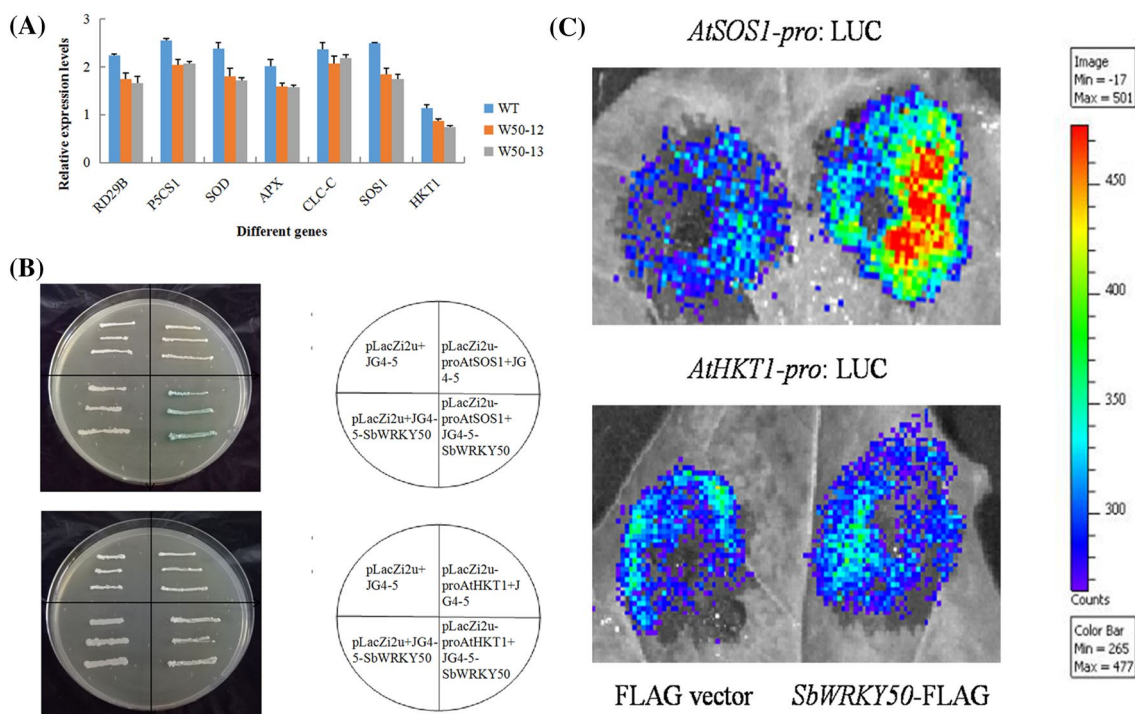 (A)
3
2
1
0
Relative expression levels
RD29B
P5CS1
SOD
APX
CLC-C
SOS1
HKT1
Different genes
WT
W50-12
W50-13
(B)
pLacZi2u+
JG4-5
pLacZi2u-
proAtSOS1+JG
4-5
pLacZi2u+JG4-
5-SbWRKY50
pLacZi2u-
proAtSOS1+
JG4-5-
SbWRKY50
pLacZi2u+
JG4-5
pLacZi2u-
proAtHKT1+J
G4-5
pLacZi2u+JG4-
5-SbWRKY50
pLacZi2u-
proAtHKT1+
JG4-5-
SbWRKY50
(C)
AtSOS1-pro: LUC
AtHKT1-pro: LUC
FLAG vector
SbWRKY50-FLAG
Image
Min = -17
Max = 501
450
400
350
300
Counts
Color Bar
Min = 265
Max = 477